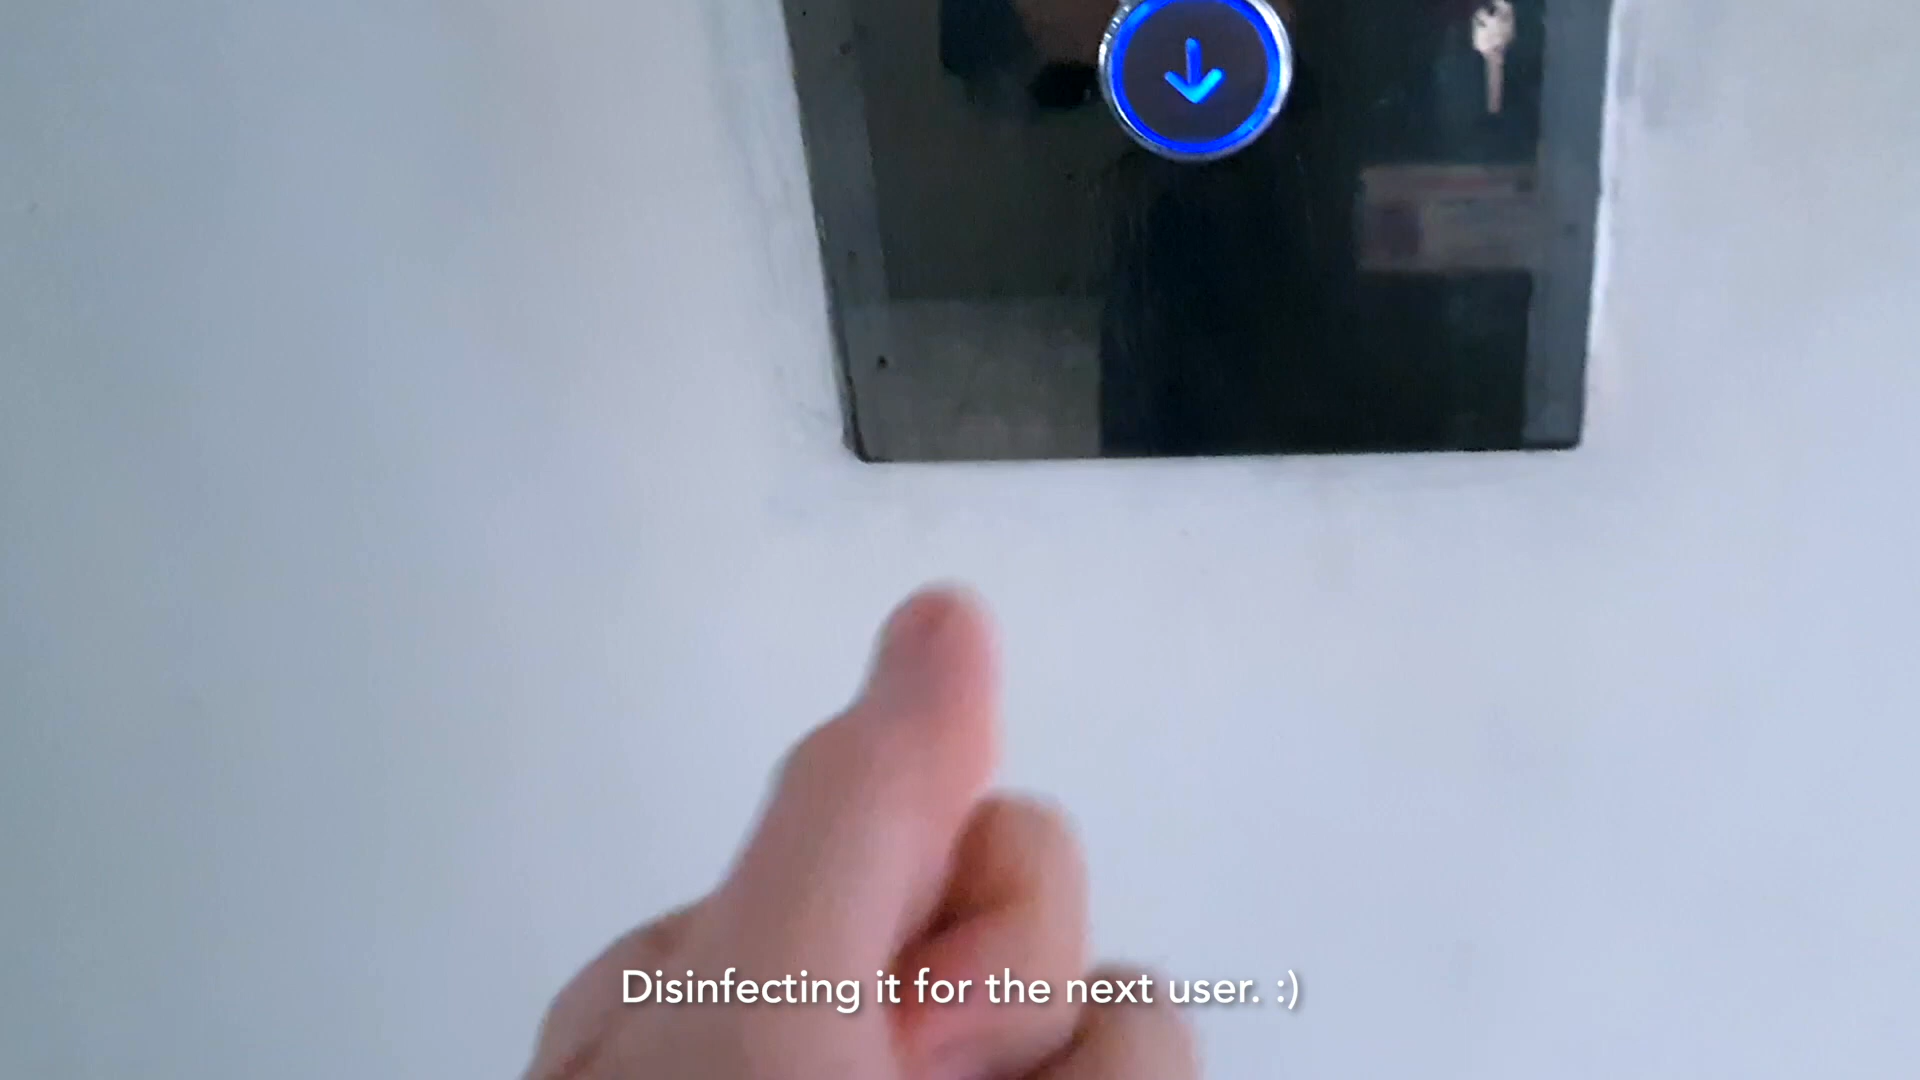 Disinfecting it for the next user. :)